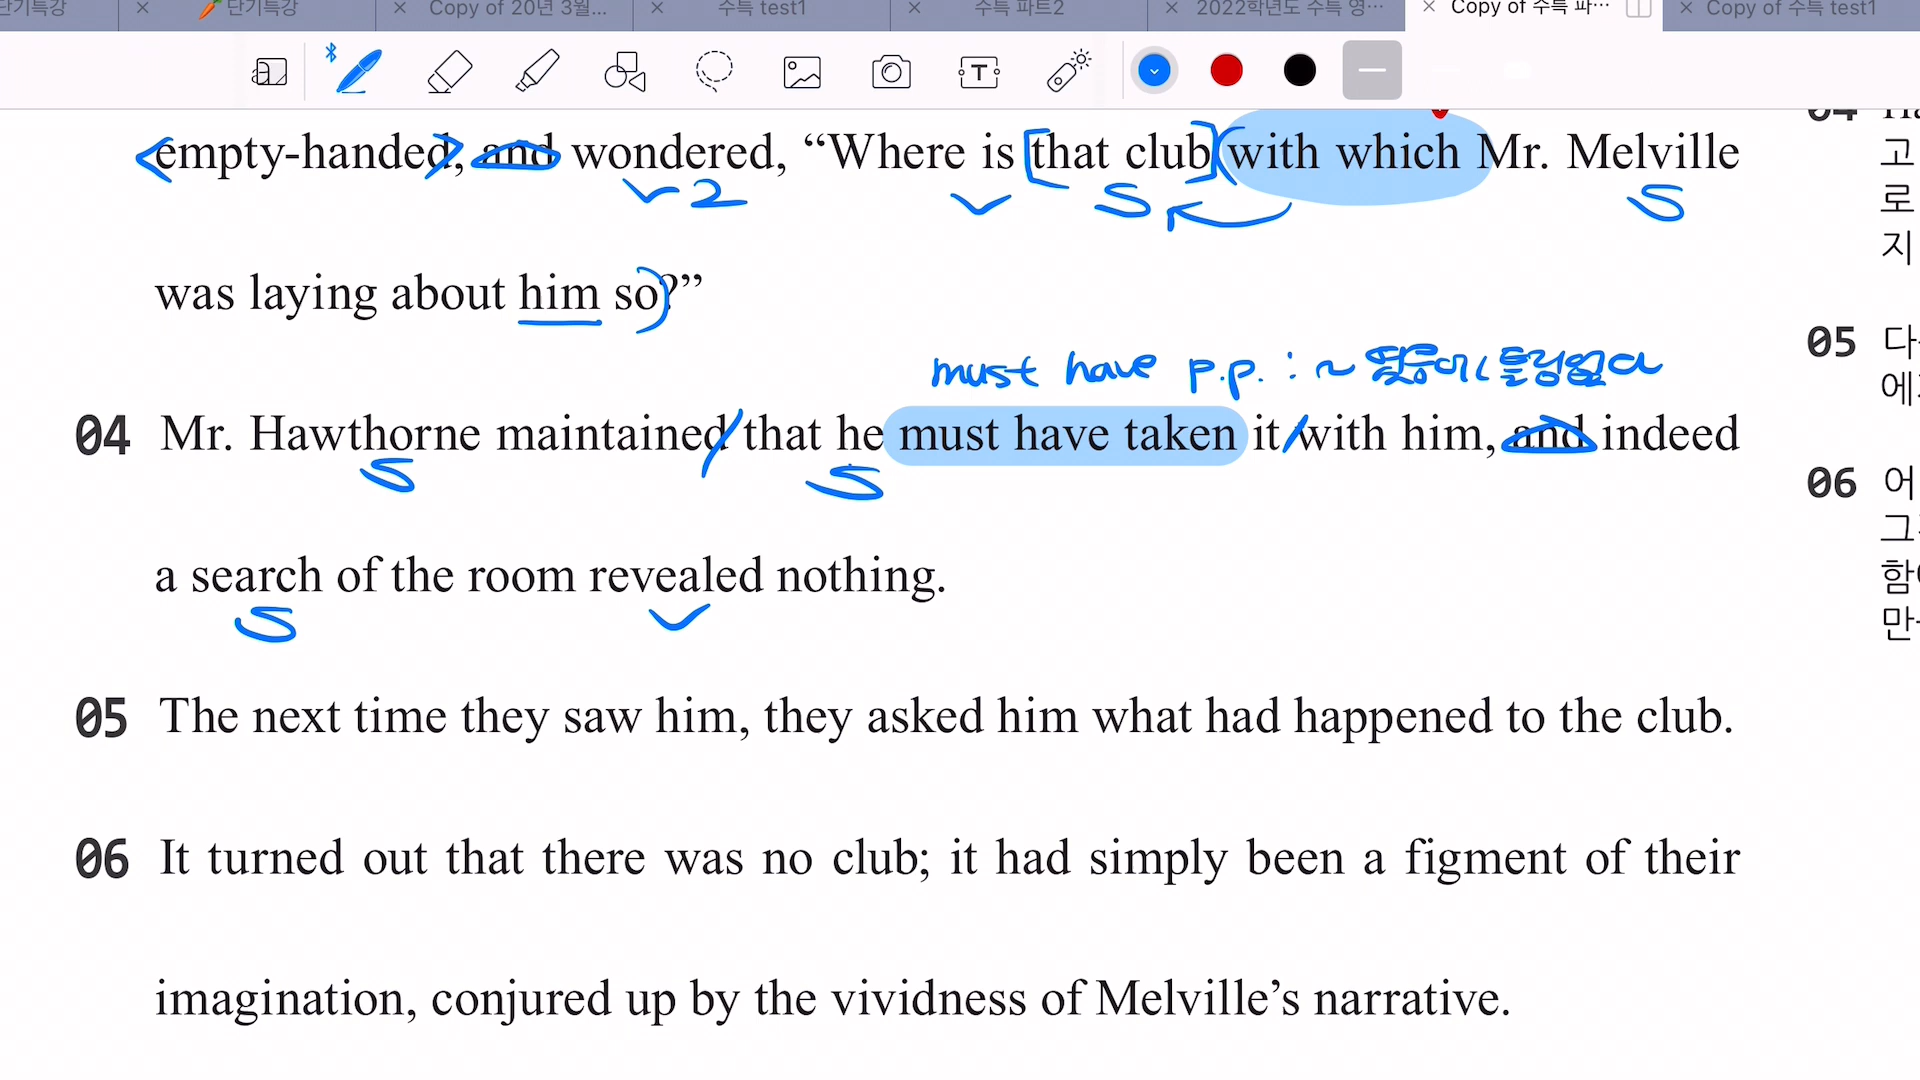 단기특강
단기특강
Copy of 20년 3월…
수특 test1
수특 파트2
2022학년도 수특 영…
Copy of 수특 파…
Copy of 수특 test1
empty-handed, and wondered, “Where is that club with which Mr. Melville
V2 V S S
was laying about him so?”
must have p.p. : ~ 했음에 틀림없다
04 Mr. Hawthorne maintained that he must have taken it with him, and indeed
S S
a search of the room revealed nothing.
S V
05 The next time they saw him, they asked him what had happened to the club.
06 It turned out that there was no club; it had simply been a figment of their
imagination, conjured up by the vividness of Melville’s narrative.
04
고
로
지
05 다
에
06 어
그
함
만